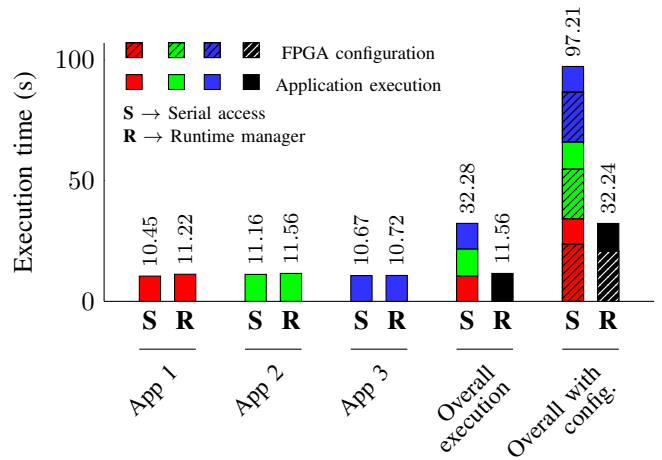 FPGA configuration
Application execution
S → Serial access
R → Runtime manager
Execution time (s)
100
50
0
10.45
11.22
11.16
11.56
10.67
10.72
32.28
11.56
97.21
32.24
S R S R S R S R S R
App 1
App 2
App 3
Overall
execution
Overall with
config.